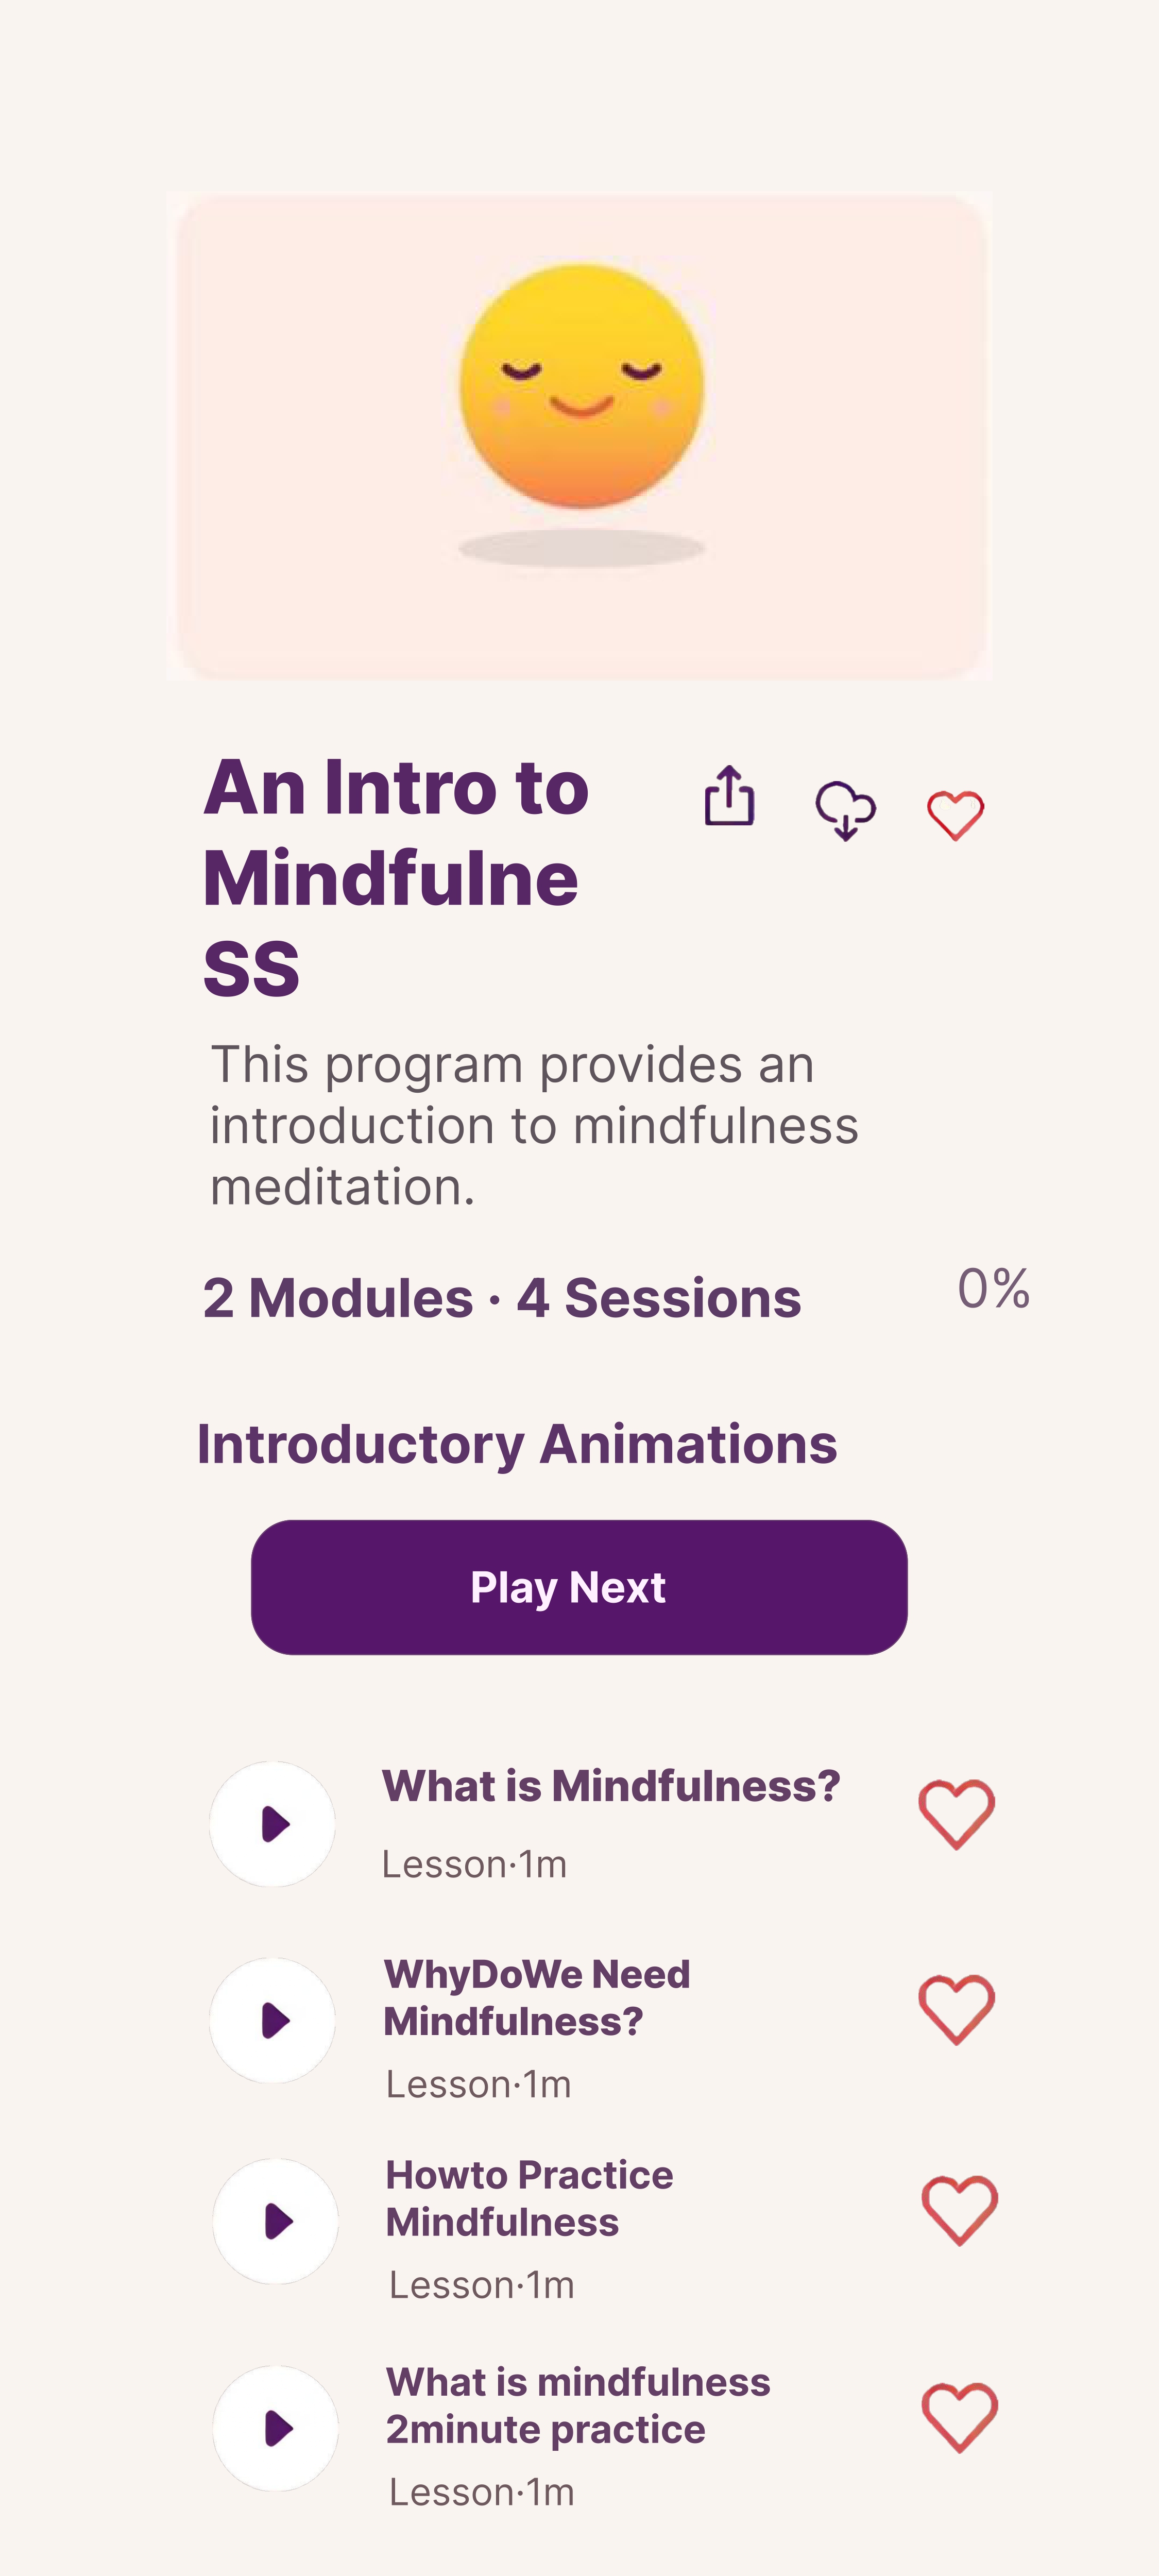 An Intro to
Mindfulne
ss
This program provides an
introduction to mindfulness
meditation.
2 Modules · 4 Sessions
0%
Introductory Animations
Play Next
What is Mindfulness?
Lesson·1m
WhyDoWe Need
Mindfulness?
Lesson·1m
Howto Practice
Mindfulness
Lesson·1m
What is mindfulness
2minute practice
Lesson·1m